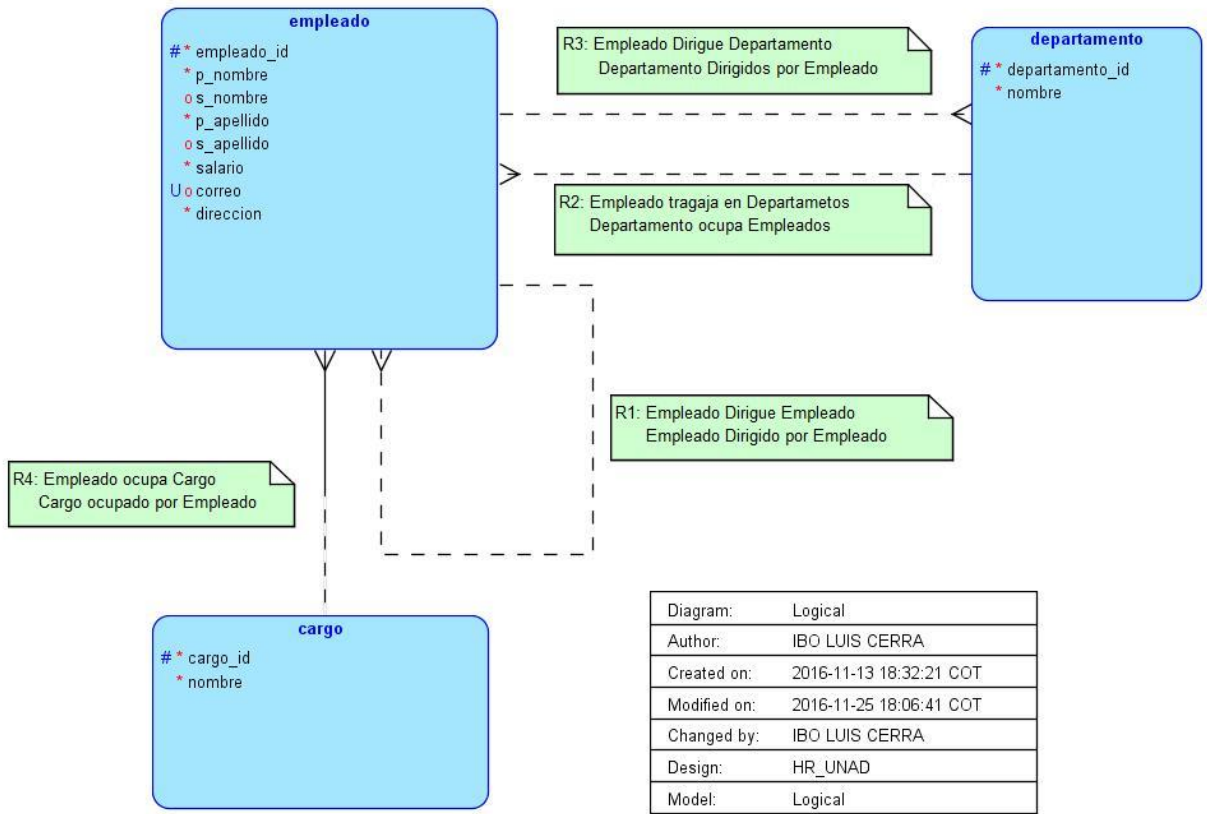 empleado
# * empleado_id
* p_nombre
o s_nombre
* p_apellido
o s_apellido
* salario
U o correo
* direccion
R3: Empleado Dirigue Departamento
Departamento Dirigidos por Empleado
departamento
# * departamento_id
* nombre
R2: Empleado tragaja en Departametos
Departamento ocupa Empleados
R1: Empleado Dirigue Empleado
Empleado Dirigido por Empleado
R4: Empleado ocupa Cargo
Cargo ocupado por Empleado
cargo
# * cargo_id
* nombre
Diagram: Logical
Author: IBO LUIS CERRA
Created on: 2016-11-13 18:32:21 COT
Modified on: 2016-11-25 18:06:41 COT
Changed by: IBO LUIS CERRA
Design: HR_UNAD
Model: Logical